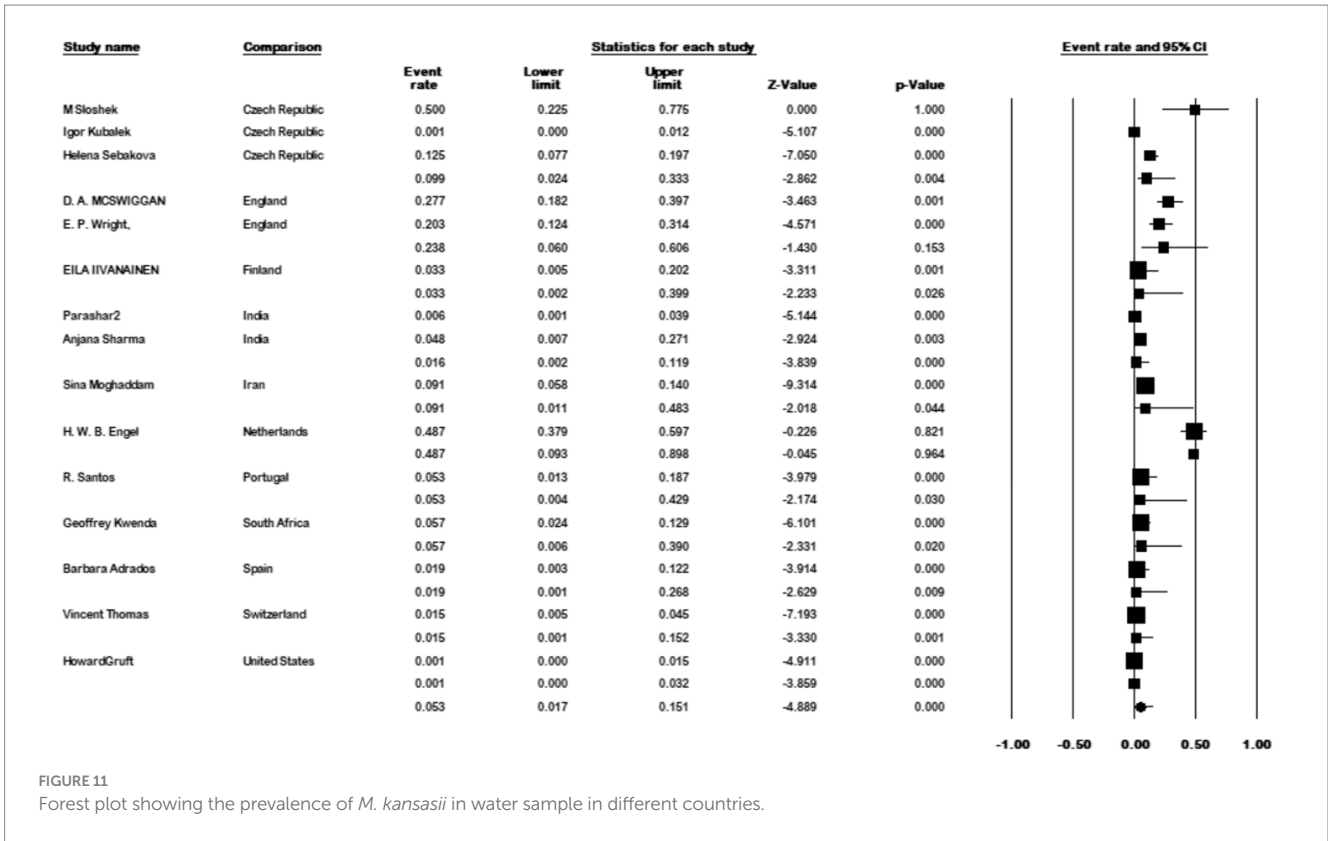 Study name Comparison Statistics for each study Event rate and 95% CI
Event rate Lower limit Upper limit Z-Value p-Value
M Sloshek Czech Republic 0.500 0.225 0.775 0.000 1.000
Igor Kubalek Czech Republic 0.001 0.000 0.012 -5.107 0.000
Helena Sebakova Czech Republic 0.125 0.077 0.197 -7.050 0.000
0.099 0.024 0.333 -2.862 0.004
D. A. MCSWIGGAN England 0.277 0.182 0.397 -3.463 0.001
E. P. Wright, England 0.203 0.124 0.314 -4.571 0.000
0.238 0.060 0.606 -1.430 0.153
EILA IIVANAINEN Finland 0.033 0.005 0.202 -3.311 0.001
0.033 0.002 0.399 -2.233 0.026
Parashar2 India 0.006 0.001 0.039 -5.144 0.000
Anjana Sharma India 0.048 0.007 0.271 -2.924 0.003
0.016 0.002 0.119 -3.839 0.000
Sina Moghaddam Iran 0.091 0.058 0.140 -9.314 0.000
0.091 0.011 0.483 -2.018 0.044
H. W. B. Engel Netherlands 0.487 0.379 0.597 -0.226 0.821
0.487 0.093 0.898 -0.045 0.964
R. Santos Portugal 0.053 0.013 0.187 -3.979 0.000
0.053 0.004 0.429 -2.174 0.030
Geoffrey Kwenda South Africa 0.057 0.024 0.129 -6.101 0.000
0.057 0.006 0.390 -2.331 0.020
Barbara Adrados Spain 0.019 0.003 0.122 -3.914 0.000
0.019 0.001 0.268 -2.629 0.009
Vincent Thomas Switzerland 0.015 0.005 0.045 -7.193 0.000
0.015 0.001 0.152 -3.330 0.001
HowardGruft United States 0.001 0.000 0.015 -4.911 0.000
0.001 0.000 0.032 -3.859 0.000
0.053 0.017 0.151 -4.889 0.000
-1.00 -0.50 0.00 0.50 1.00
FIGURE 11
Forest plot showing the prevalence of M. kansasii in water sample in different countries.